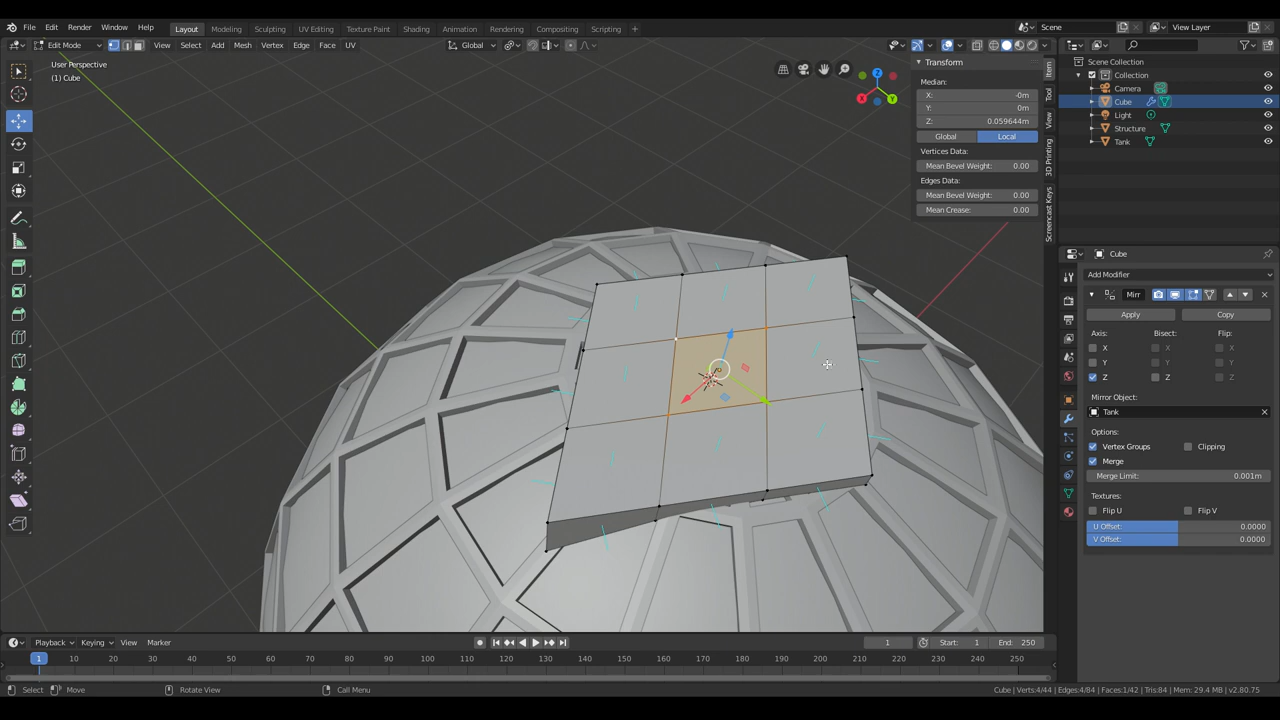 File Edit Render Window Help Layout Modeling Sculpting UV Editing Texture Paint Shading Animation Rendering Compositing Scripting + Scene View Layer
Edit Mode View Select Add Mesh Vertex Edge Face UV Global
User Perspective
(1) Cube
Z
X
Y
Transform
Median:
X: -0m
Y: 0m
Z: 0.059644m
Global Local
Vertices Data:
Mean Bevel Weight: 0.00
Edges Data:
Mean Bevel Weight: 0.00
Mean Crease: 0.00
Item
Tool
View
3D Printing
Screencast Keys
Scene Collection
Collection
Camera
Cube
Light
Structure
Tank
Cube
Add Modifier
Mirr
Apply Copy
Axis: Bisect: Flip:
X X X
Y Y Y
Z Z Z
Mirror Object:
Tank
Options:
Vertex Groups Clipping
Merge
Merge Limit: 0.001m
Textures:
Flip U Flip V
U Offset: 0.0000
V Offset: 0.0000
Playback Keying View Marker 1 Start: 1 End: 250
1 10 20 30 40 50 60 70 80 90 100 110 120 130 140 150 160 170 180 190 200 210 220 230 240 250
Select Move Rotate View Call Menu Cube | Verts:4/44 | Edges:4/84 | Faces:1/42 | Tris:84 | Mem: 29.4 MB | v2.80.75